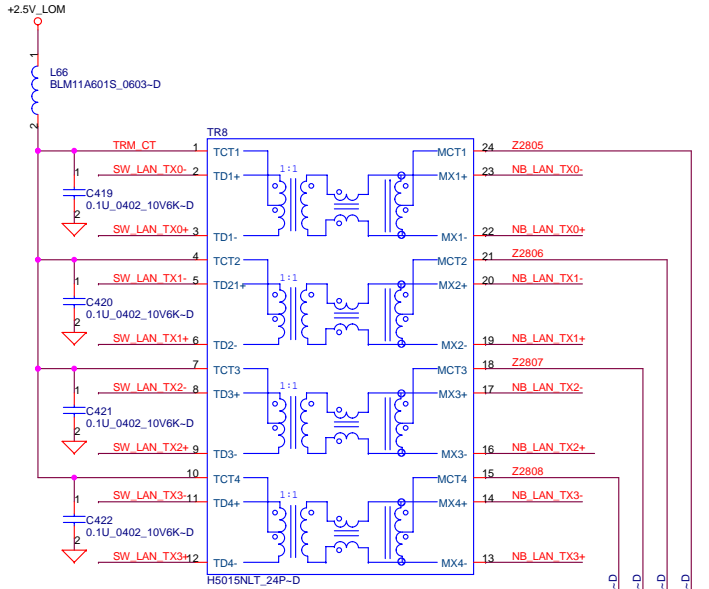 +2.5V_LOM
1
L66
BLM11A601S_0603~D
2
TR8
TRM_CT 1 TCT1 MCT1 24 Z2805
1 SW_LAN_TX0- 2 TD1+ 1:1 MX1+ 23 NB_LAN_TX0-
C419
0.1U_0402_10V6K~D
2 SW_LAN_TX0+ 3 TD1- MX1- 22 NB_LAN_TX0+
4 TCT2 MCT2 21 Z2806
1 SW_LAN_TX1- 5 TD21+ 1:1 MX2+ 20 NB_LAN_TX1-
C420
0.1U_0402_10V6K~D
2 SW_LAN_TX1+ 6 TD2- MX2- 19 NB_LAN_TX1+
7 TCT3 MCT3 18 Z2807
1 SW_LAN_TX2- 8 TD3+ 1:1 MX3+ 17 NB_LAN_TX2-
C421
0.1U_0402_10V6K~D
2 SW_LAN_TX2+ 9 TD3- MX3- 16 NB_LAN_TX2+
10 TCT4 MCT4 15 Z2808
1 SW_LAN_TX3- 11 TD4+ 1:1 MX4+ 14 NB_LAN_TX3-
C422
0.1U_0402_10V6K~D
2 SW_LAN_TX3+ 12 TD4- MX4- 13 NB_LAN_TX3+
H5015NLT_24P~D
~D
~D
~D
~D